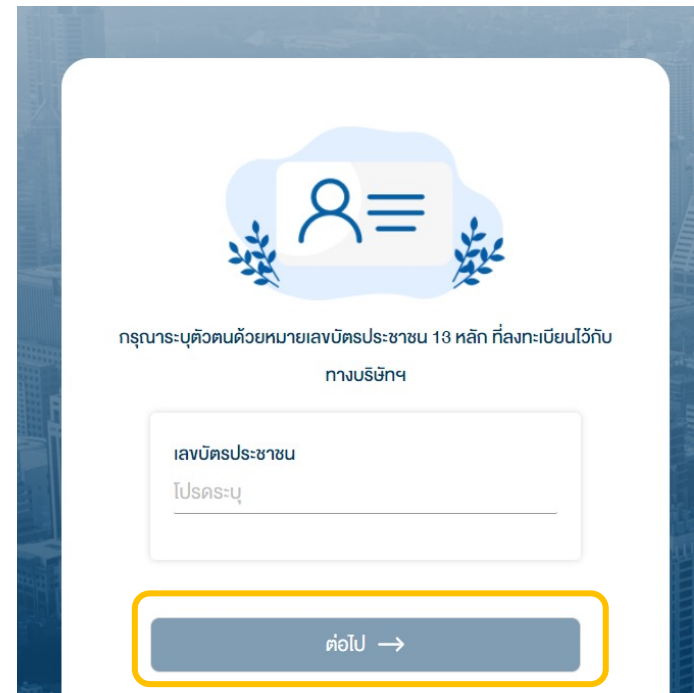 กรุณาระบุตัวตนด้วยหมายเลขบัตรประชาชน 13 หลัก ที่ลงทะเบียนไว้กับ
ทางบริษัทฯ
เลขบัตรประชาชน
โปรดระบุ
ต่อไป →